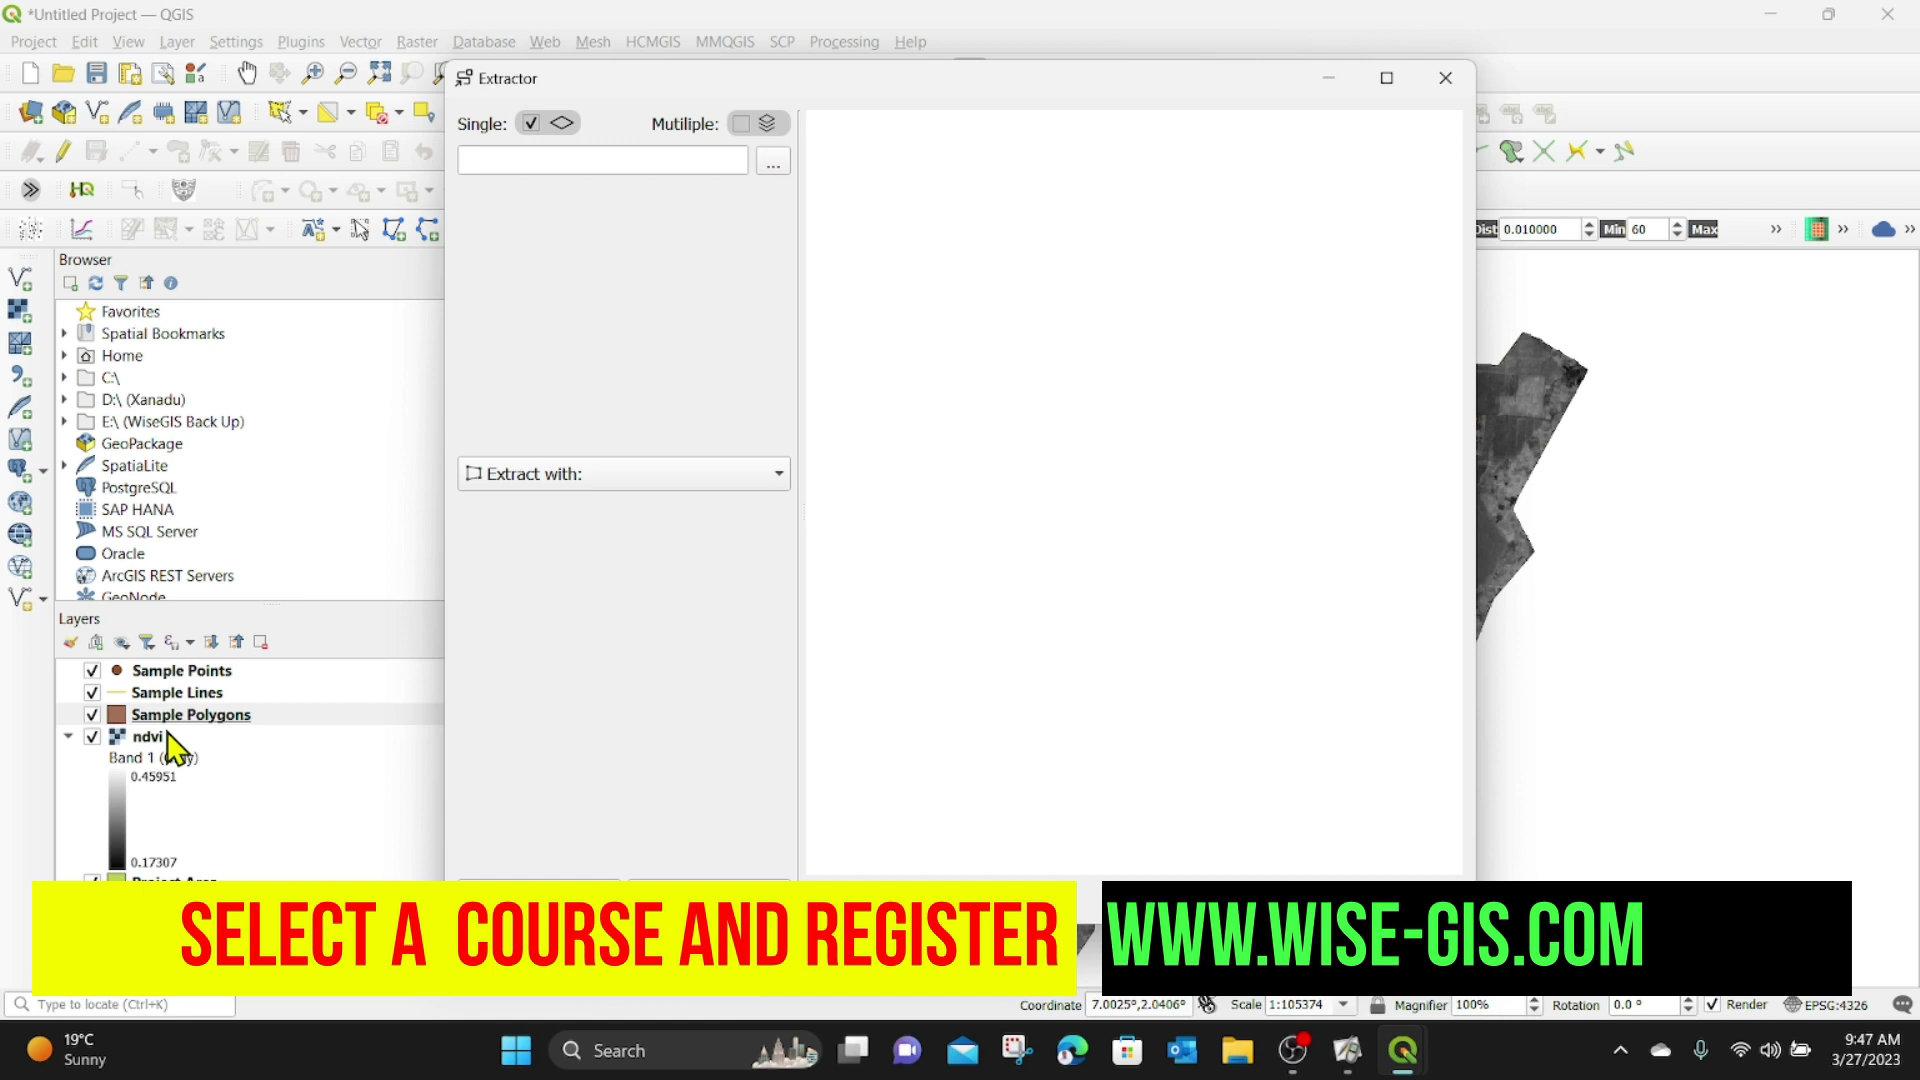 *Untitled Project — QGIS
Project Edit View Layer Settings Plugins Vector Raster Database Web Mesh HCMGIS MMQGIS SCP Processing Help
Extractor
Single: Mutiliple:
...
Dist 0.010000 Min 60 Max
Browser
Favorites
Spatial Bookmarks
Home
C:\
D:\ (Xanadu)
E:\ (WiseGIS Back Up)
GeoPackage
SpatiaLite
PostgreSQL
SAP HANA
MS SQL Server
Oracle
ArcGIS REST Servers
GeoNode
Extract with:
Layers
Sample Points
Sample Lines
Sample Polygons
ndvi
Band 1
0.45951
0.17307
Project Area
SELECT A COURSE AND REGISTER WWW.WISE-GIS.COM
Type to locate (Ctrl+K) Coordinate 7.0025°,2.0406° Scale 1:105374 Magnifier 100% Rotation 0.0 ° Render EPSG:4326
19°C
Sunny
Search
9:47 AM
3/27/2023